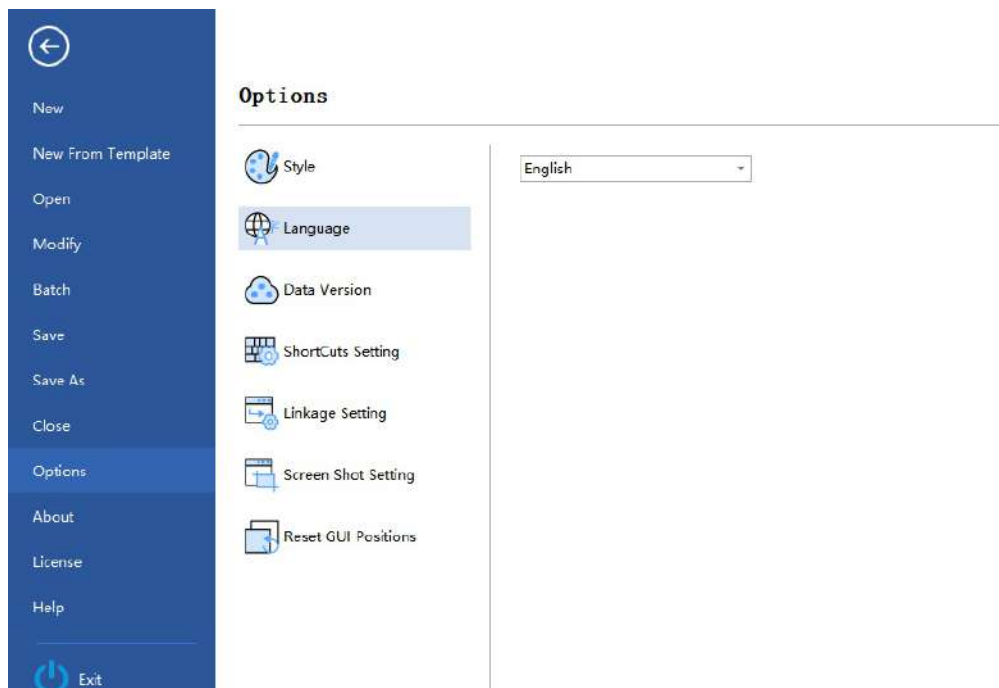 New
New From Template
Open
Modify
Batch
Save
Save As
Close
Options
About
License
Help
Exit
Options
Style
Language
Data Version
ShortCuts Setting
Linkage Setting
Screen Shot Setting
Reset GUI Positions
English